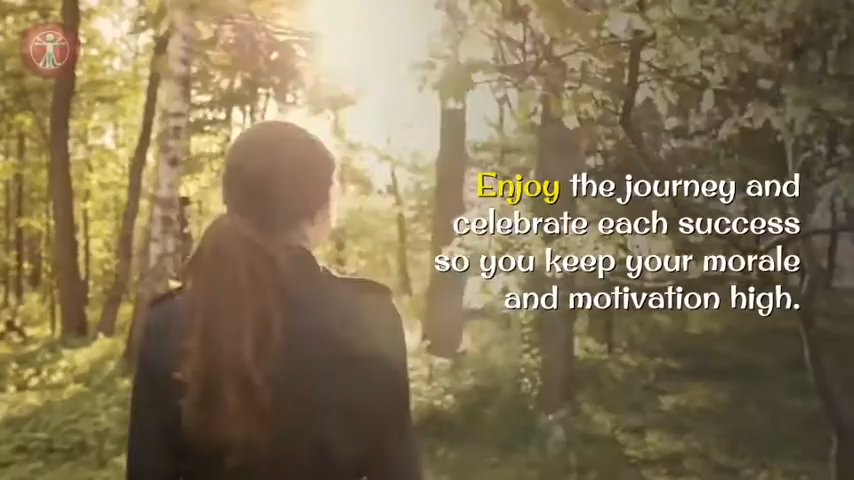 Enjoy the journey and
celebrate each success
so you keep your morale
and motivation high.